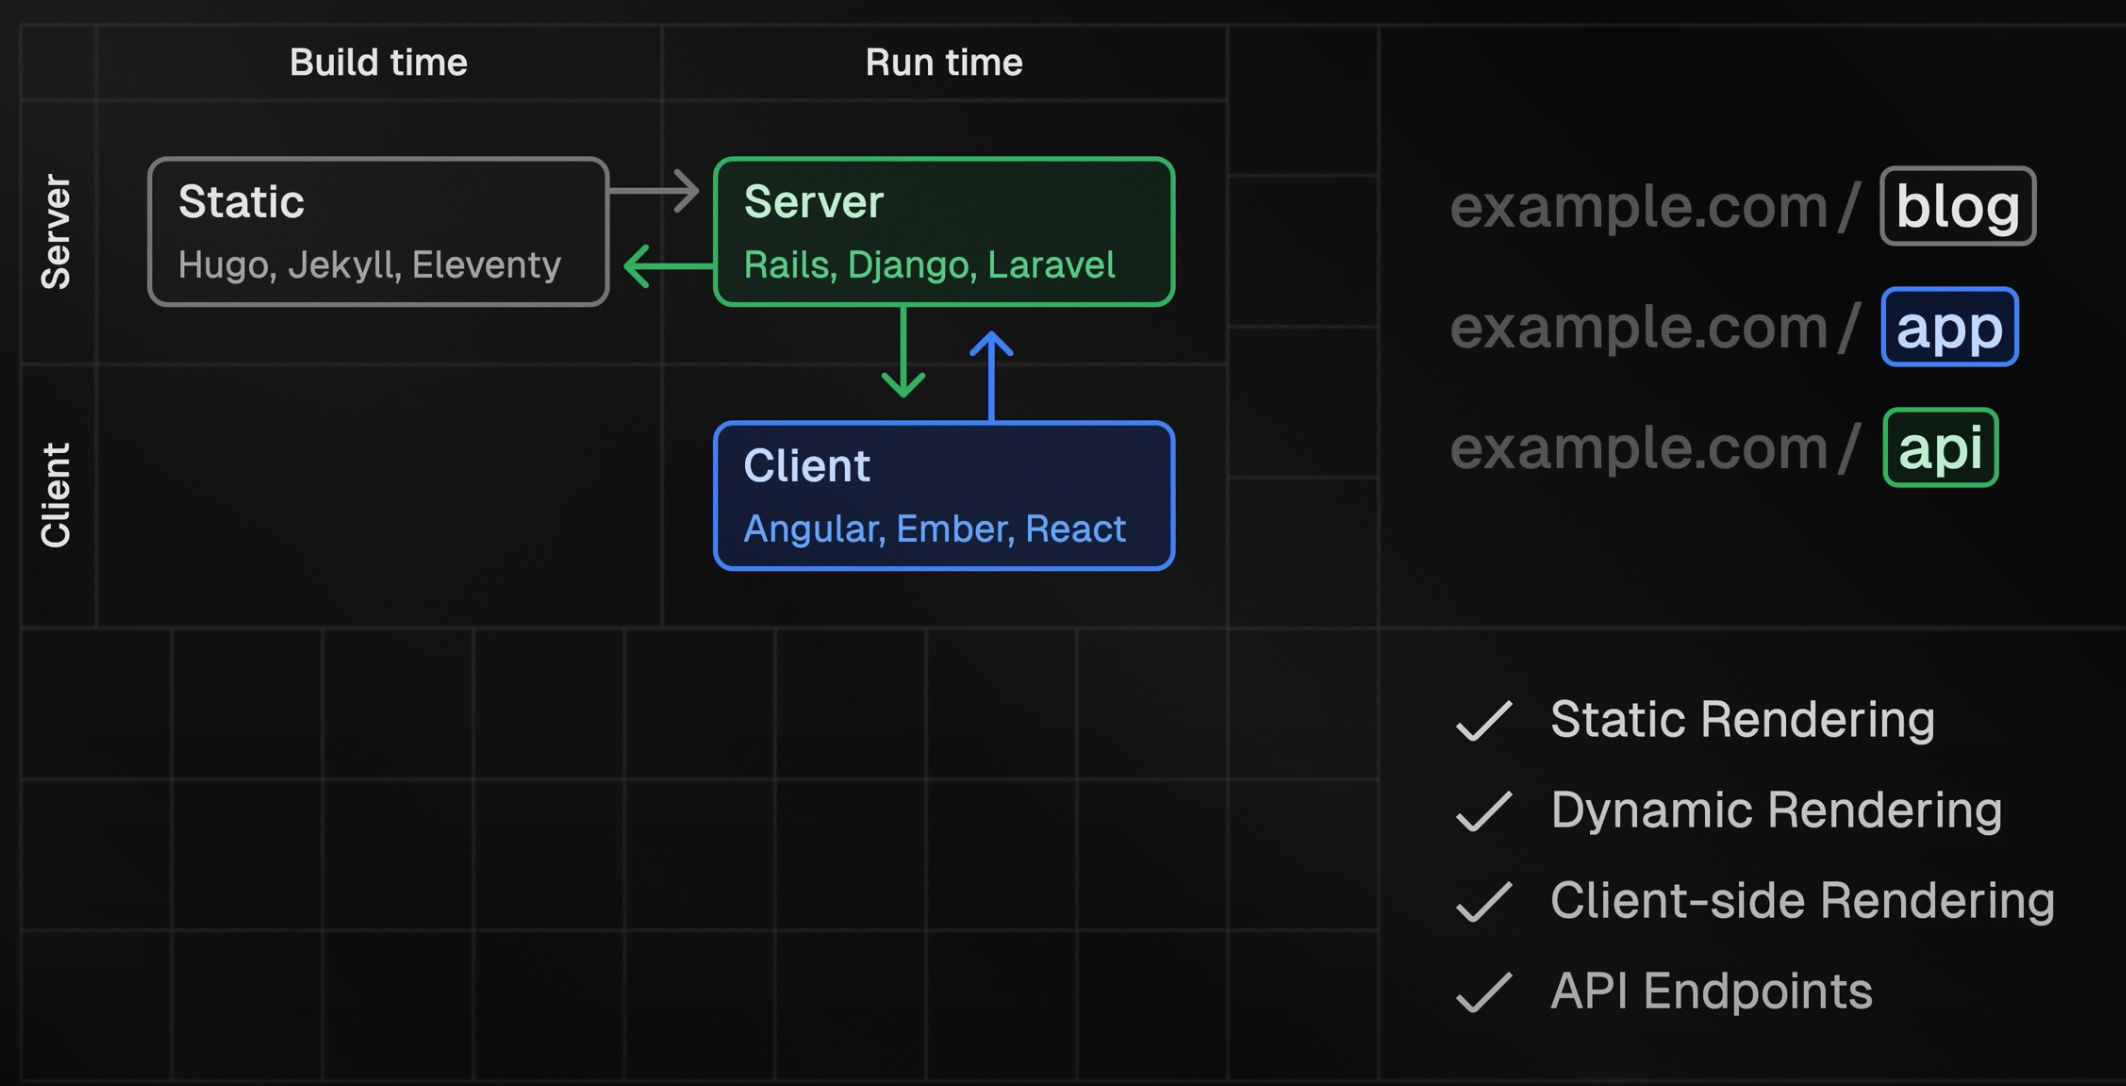 Build time
Run time
Server
Static
Hugo, Jekyll, Eleventy
Server
Rails, Django, Laravel
Client
Client
Angular, Ember, React
example.com/blog
example.com/app
example.com/api
Static Rendering
Dynamic Rendering
Client-side Rendering
API Endpoints